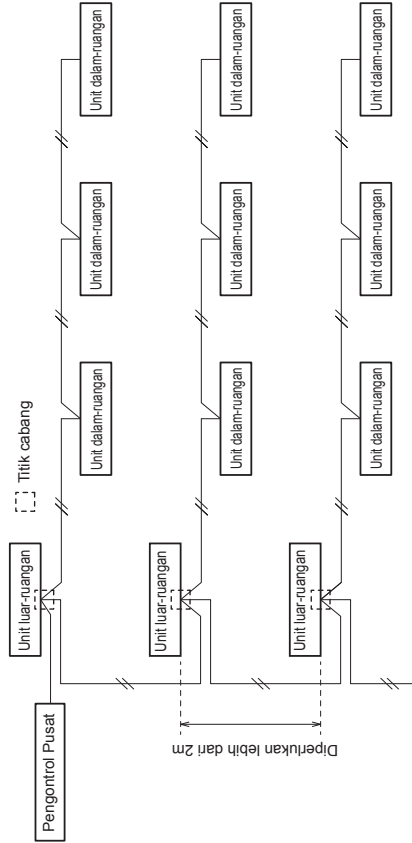 Pengontrol Pusat
Unit luar-ruangan
Titik cabang
Unit dalam-ruangan
Unit dalam-ruangan
Unit dalam-ruangan
Unit luar-ruangan
Unit dalam-ruangan
Unit dalam-ruangan
Unit dalam-ruangan
Unit luar-ruangan
Unit dalam-ruangan
Unit dalam-ruangan
Unit dalam-ruangan
Diperlukan lebih dari 2m